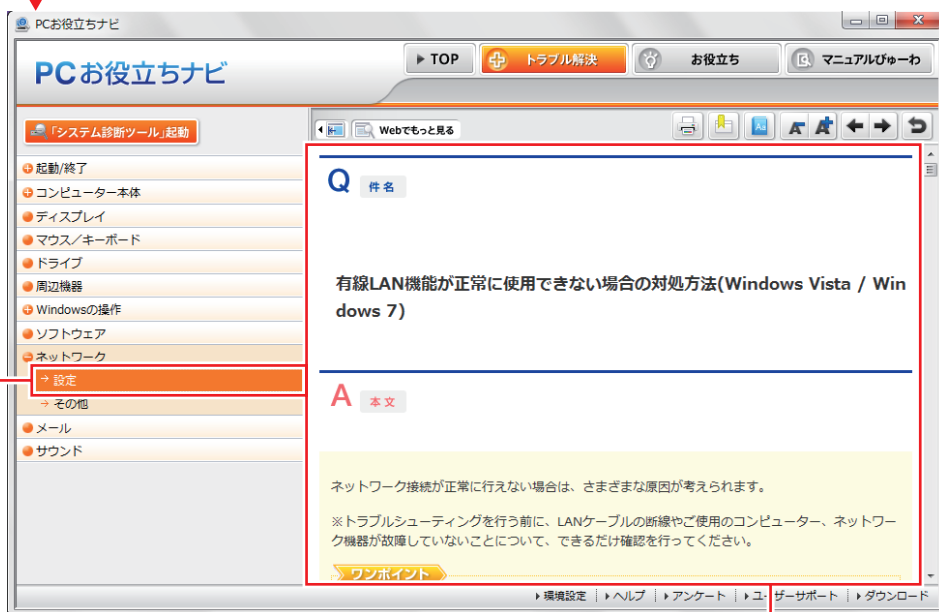 PCお役立ちナビ
PCお役立ちナビ
TOP
トラブル解決
お役立ち
マニュアルびゅーわ
「システム診断ツール」起動
Webでもっと見る
起動/終了
コンピューター本体
ディスプレイ
マウス/キーボード
ドライブ
周辺機器
Windowsの操作
ソフトウェア
ネットワーク
設定
その他
メール
サウンド
Q 件名
有線LAN機能が正常に使用できない場合の対処方法(Windows Vista / Win
dows 7)
A 本文
ネットワーク接続が正常に行えない場合は、さまざまな原因が考えられます。
※トラブルシューティングを行う前に、LANケーブルの断線やご使用のコンピューター、ネットワー
ク機器が故障していないことについて、できるだけ確認を行ってください。
ワンポイント
環境設定 ヘルプ アンケート ユーザーサポート ダウンロード